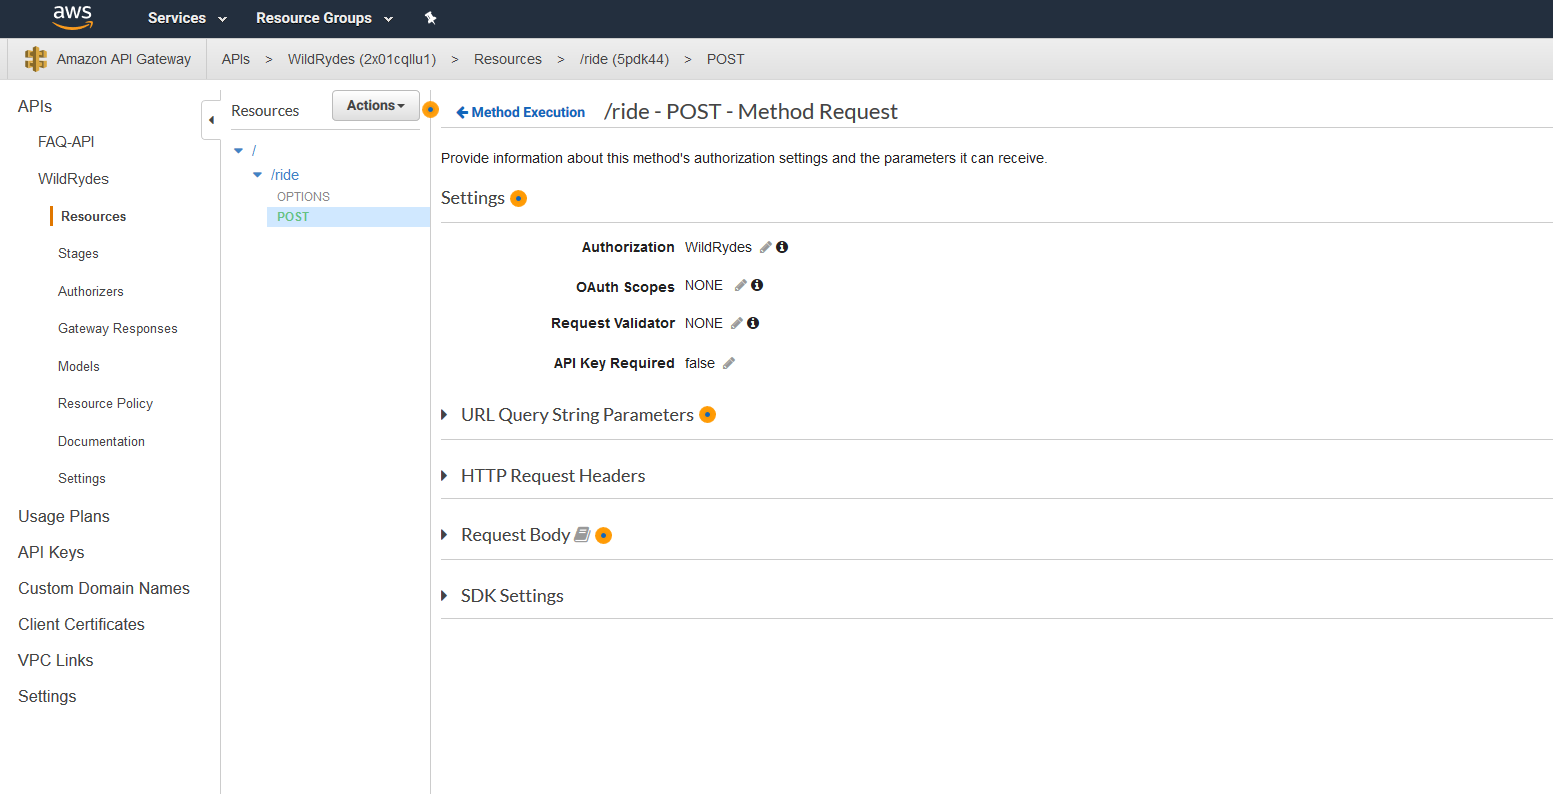 aws
Services
Resource Groups
Amazon API Gateway
APIs > WildRydes (2x01cqllu1) > Resources > /ride (5pdk44) > POST
APIs
FAQ-API
WildRydes
Resources
Stages
Authorizers
Gateway Responses
Models
Resource Policy
Documentation
Settings
Usage Plans
API Keys
Custom Domain Names
Client Certificates
VPC Links
Settings
Resources
Actions
/
/ride
OPTIONS
POST
Method Execution
/ride - POST - Method Request
Provide information about this method's authorization settings and the parameters it can receive.
Settings
Authorization WildRydes
OAuth Scopes NONE
Request Validator NONE
API Key Required false
URL Query String Parameters
HTTP Request Headers
Request Body
SDK Settings